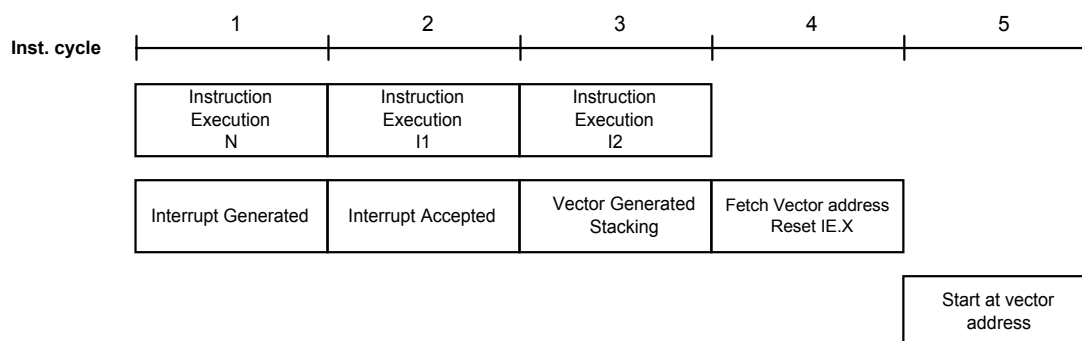 1 2 3 4 5
Inst. cycle
Instruction
Execution
N
Instruction
Execution
I1
Instruction
Execution
I2
Interrupt Generated
Interrupt Accepted
Vector Generated
Stacking
Fetch Vector address
Reset IE.X
Start at vector
address